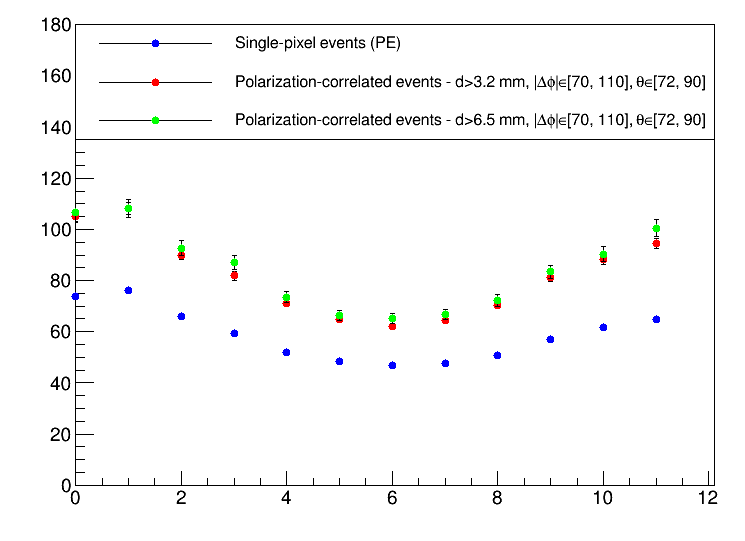 180
Single-pixel events (PE)
160
Polarization-correlated events - d>3.2 mm, |Δϕ|∈[70, 110], θ∈[72, 90]
140
Polarization-correlated events - d>6.5 mm, |Δϕ|∈[70, 110], θ∈[72, 90]
120
100
80
60
40
20
0
0 2 4 6 8 10 12